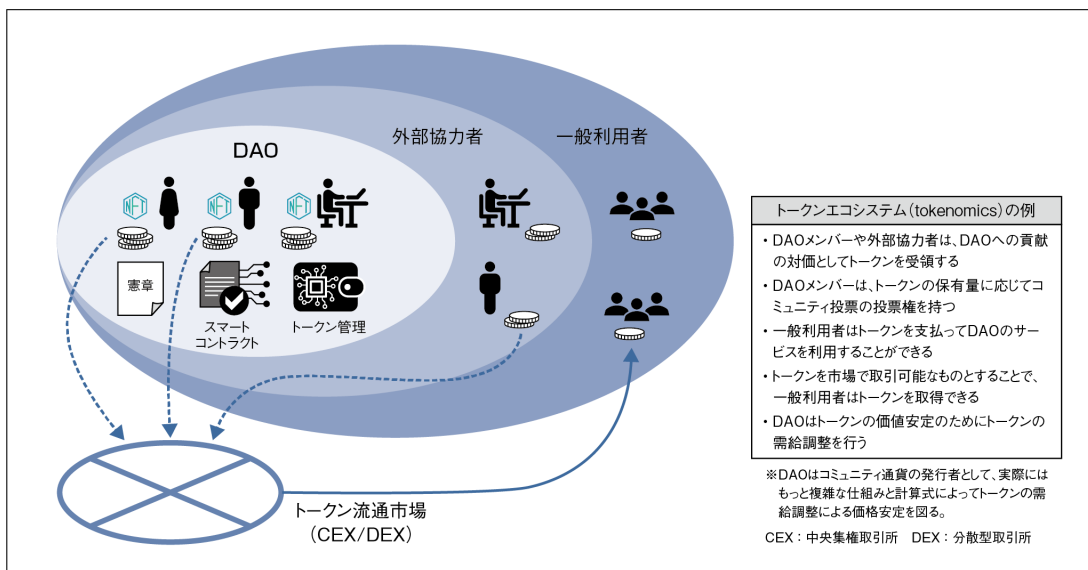 外部協力者
一般利用者
DAO
NFT
NFT
NFT
憲章
スマート
コントラクト
トークン管理
トークン流通市場
(CEX/DEX)
トークンエコシステム(tokenomics)の例
・DAOメンバーや外部協力者は、DAOへの貢献
の対価としてトークンを受領する
・DAOメンバーは、トークンの保有量に応じてコ
ミュニティ投票の投票権を持つ
・一般利用者はトークンを支払ってDAOのサー
ビスを利用することができる
・トークンを市場で取引可能なものとすることで、
一般利用者はトークンを取得できる
・DAOはトークンの価値安定のためにトークンの
需給調整を行う
※DAOはコミュニティ通貨の発行者として、実際には
もっと複雑な仕組みと計算式によってトークンの需
給調整による価格安定を図る。
CEX：中央集権取引所　DEX：分散型取引所